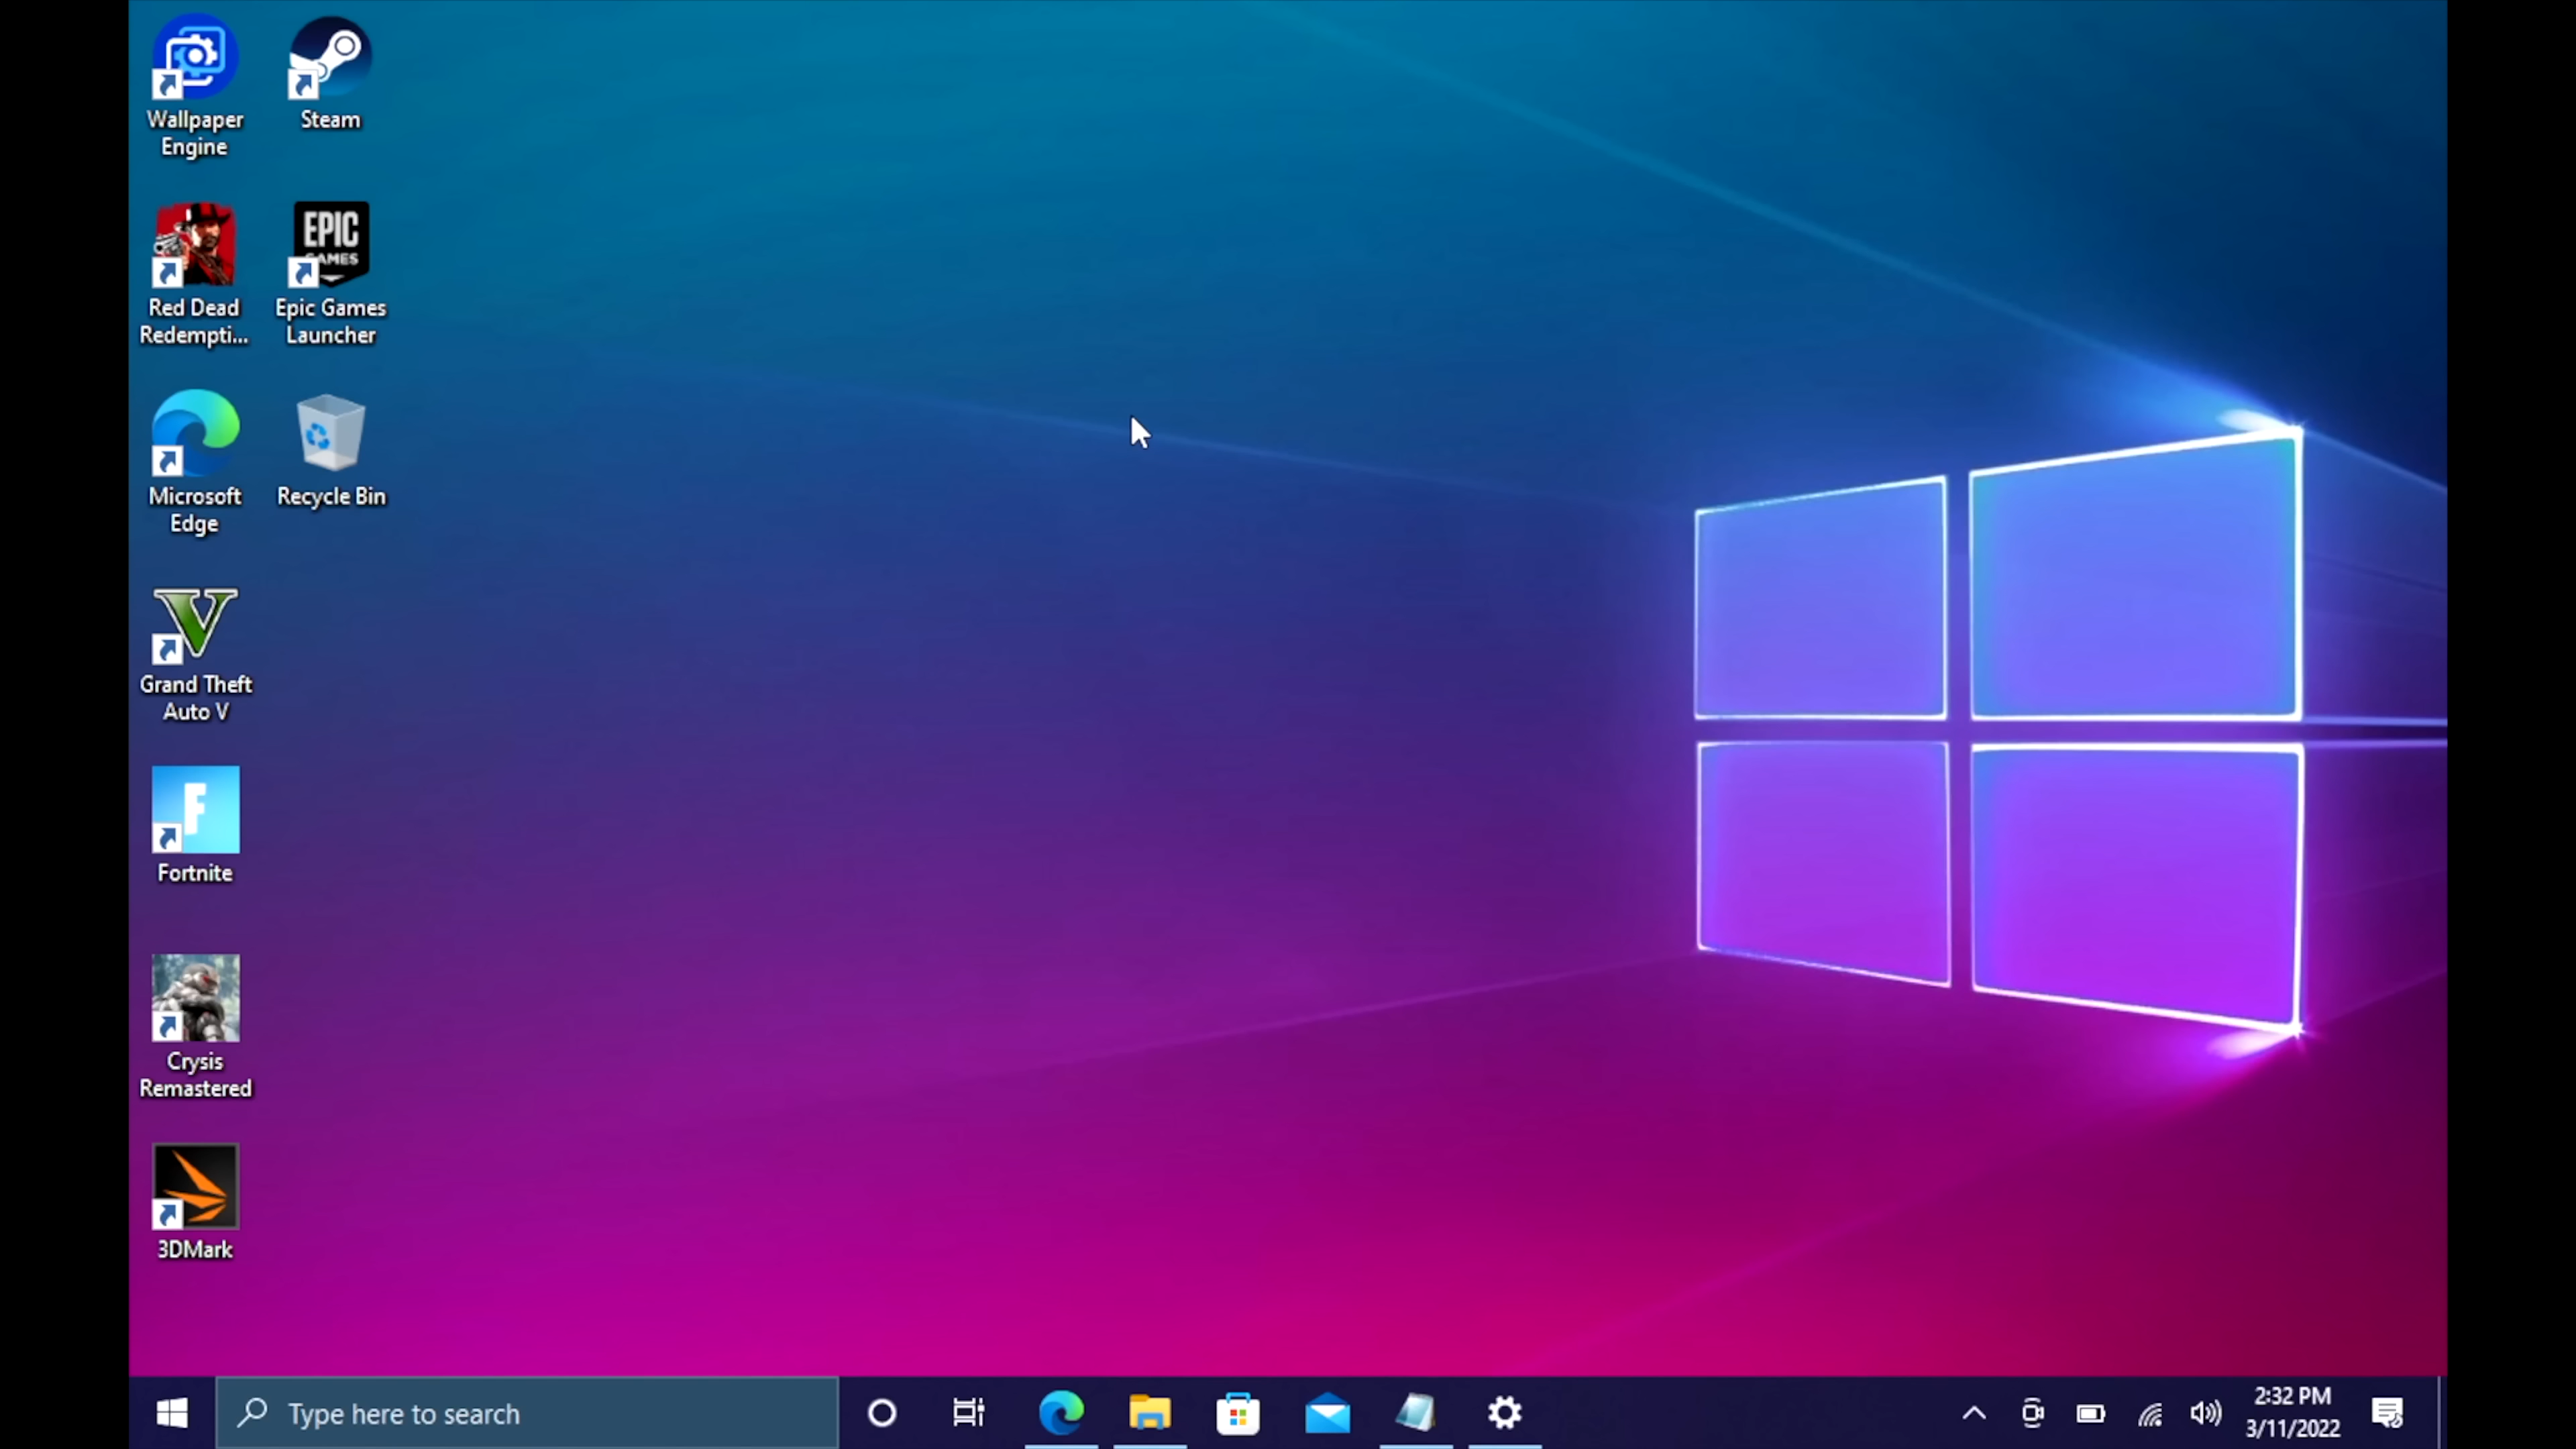 Wallpaper
Engine
Steam
Red Dead
Redempti...
EPIC
GAMES
Epic Games
Launcher
Microsoft
Edge
Recycle Bin
V
Grand Theft
Auto V
F
Fortnite
Crysis
Remastered
3DMark
Type here to search
2:32 PM
3/11/2022